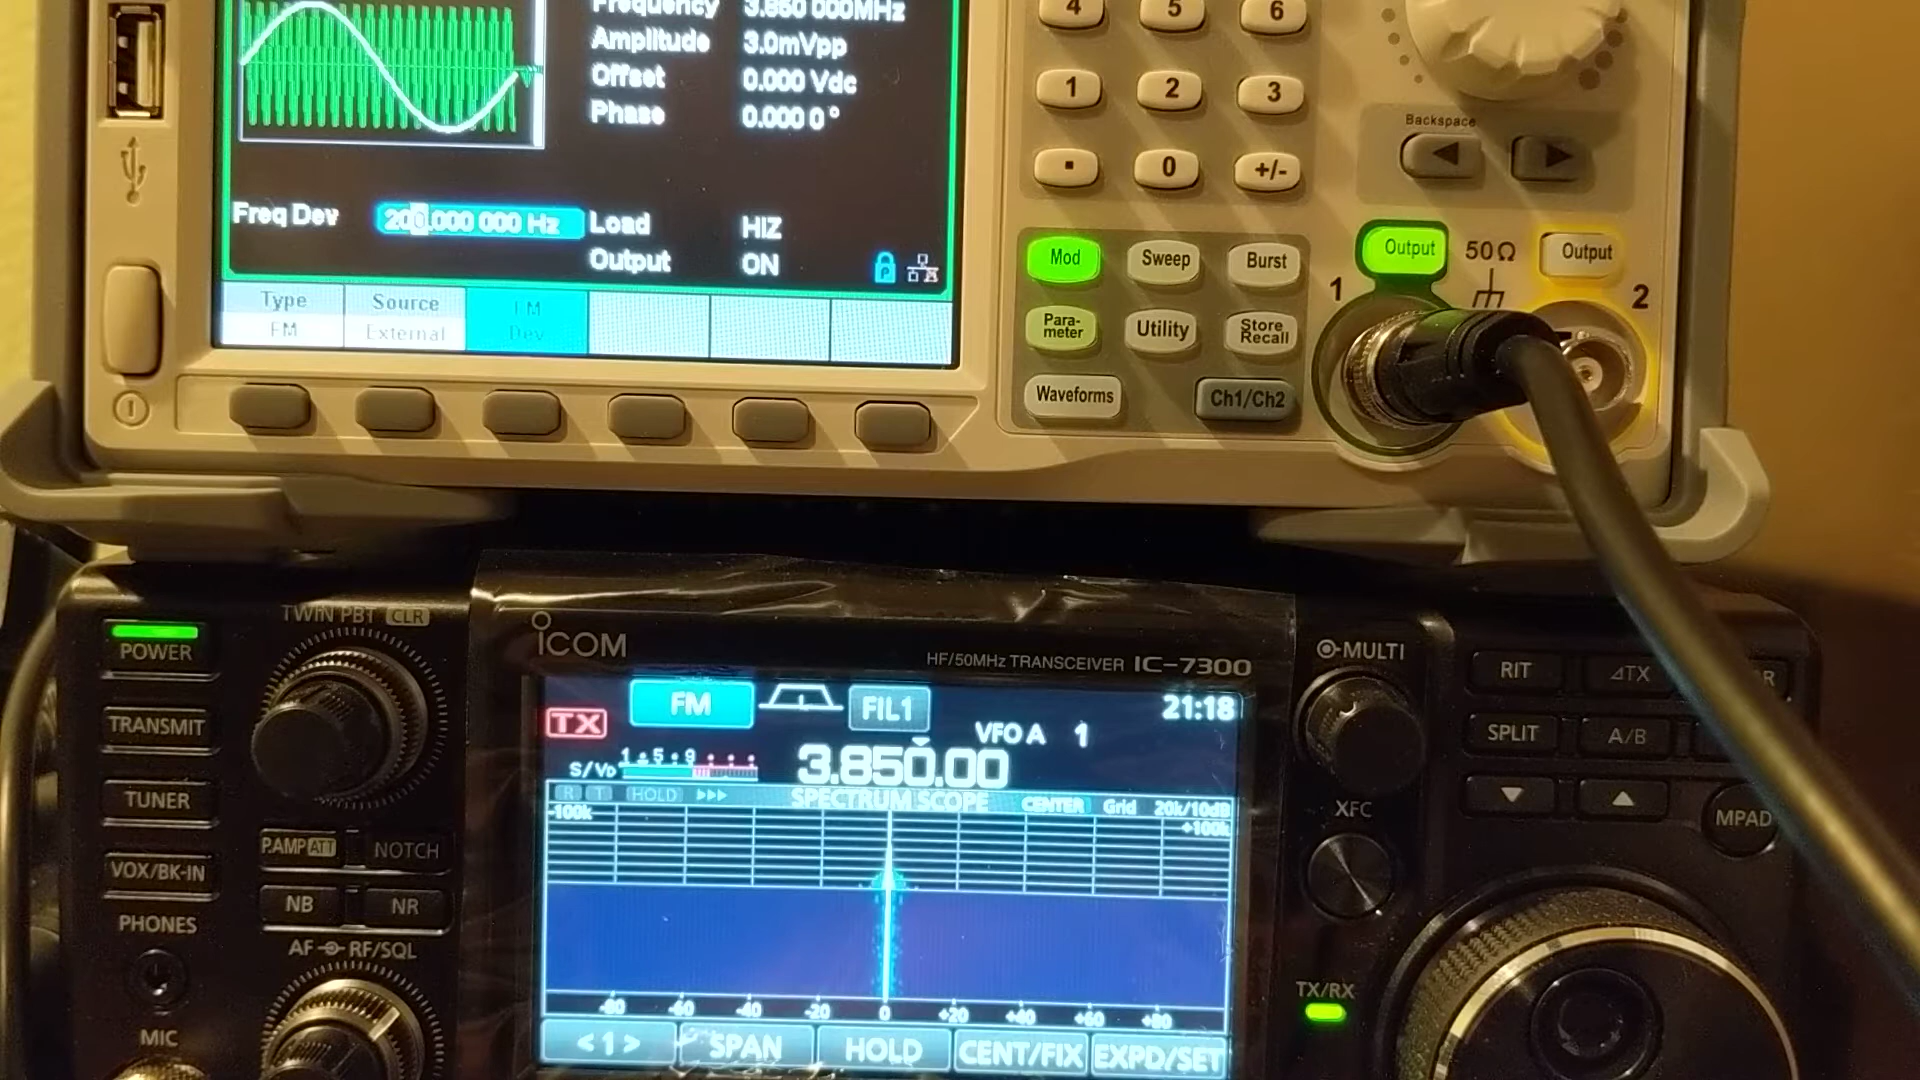 Frequency 3.850 000MHz
Amplitude 3.0mVpp
Offset 0.000 Vdc
Phase 0.000 0°
Freq Dev 200.000 000 Hz
Load HIZ
Output ON
Type
FM
Source
External
FM
Dev
4 5 6
1 2 3
. 0 +/-
Backspace
Mod Sweep Burst
Para-
meter
Utility
Store
Recall
Waveforms Ch1/Ch2
Output
50Ω
Output
1 2
ICOM
HF/50MHz TRANSCEIVER IC-7300
POWER
TRANSMIT
TUNER
VOX/BK-IN
PHONES
MIC
TWIN PBT CLR
P.AMP ATT
NOTCH
NB NR
AF RF/SQL
TX
FM
FIL1
21:18
VFO A 1
S/VD
1 5 9
3.850.00
R T HOLD
SPECTRUM SCOPE
CENTER Grid 20k/10dB
-100k +100k
-80 -60 -40 -20 0 +20 +40 +60 +80
<1> SPAN HOLD CENT/FIX EXPD/SET
MULTI
XFC
TX/RX
RIT ⊿TX
SPLIT A/B
MPAD